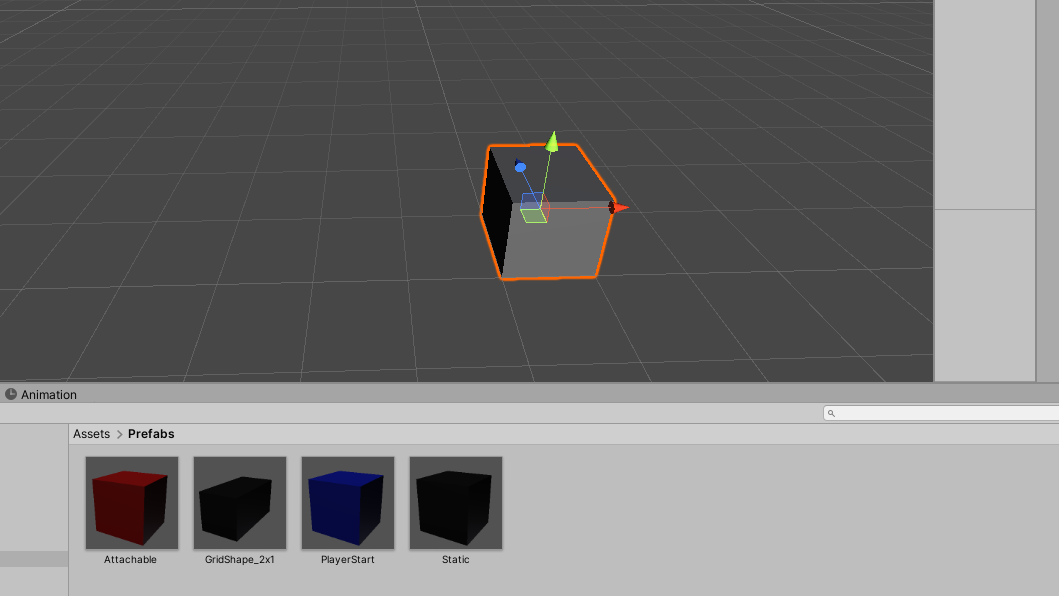 Animation
Assets > Prefabs
Attachable
GridShape_2x1
PlayerStart
Static